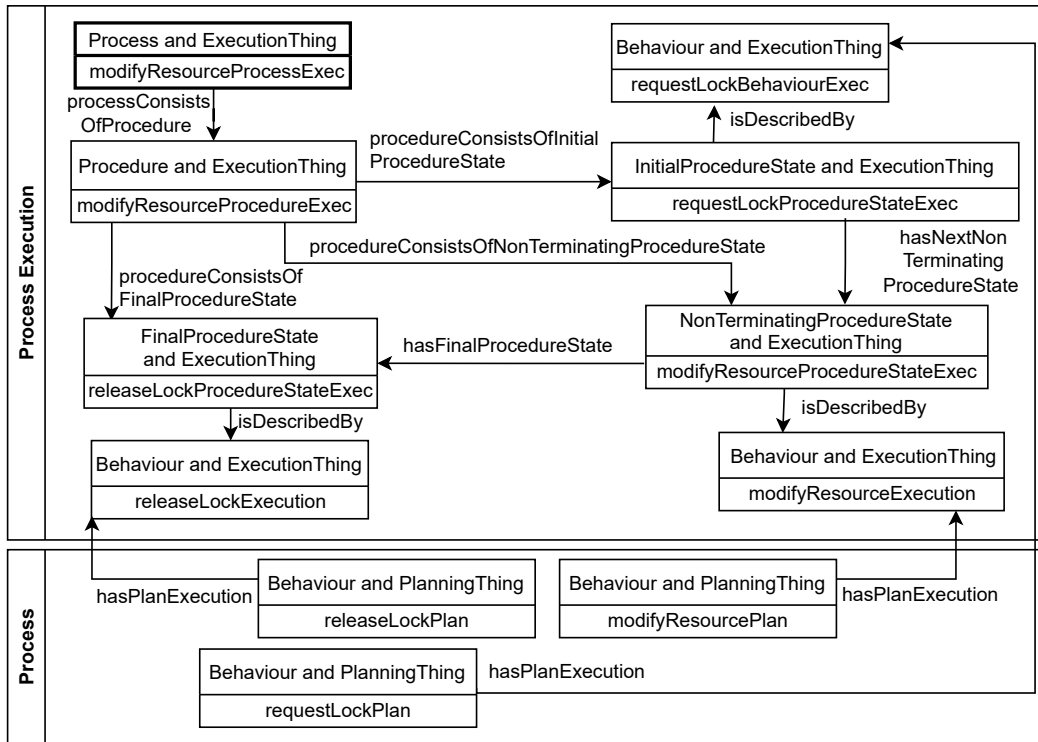 Process Execution
Process and ExecutionThing
modifyResourceProcessExec
processConsists
OfProcedure
Behaviour and ExecutionThing
requestLockBehaviourExec
isDescribedBy
Procedure and ExecutionThing
modifyResourceProcedureExec
procedureConsistsOfInitial
ProcedureState
InitialProcedureState and ExecutionThing
requestLockProcedureStateExec
procedureConsistsOfNonTerminatingProcedureState
hasNextNon
Terminating
ProcedureState
procedureConsistsOf
FinalProcedureState
FinalProcedureState
and ExecutionThing
releaseLockProcedureStateExec
hasFinalProcedureState
NonTerminatingProcedureState
and ExecutionThing
modifyResourceProcedureStateExec
isDescribedBy
isDescribedBy
Behaviour and ExecutionThing
releaseLockExecution
Behaviour and ExecutionThing
modifyResourceExecution
Process
hasPlanExecution
Behaviour and PlanningThing
releaseLockPlan
Behaviour and PlanningThing
modifyResourcePlan
hasPlanExecution
Behaviour and PlanningThing
requestLockPlan
hasPlanExecution